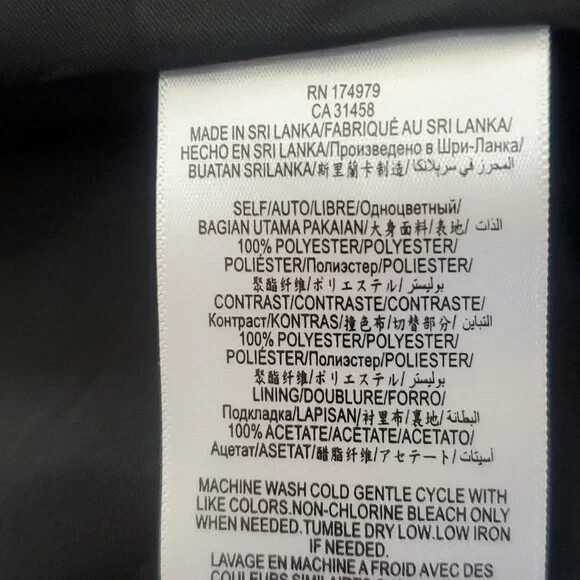 RN 174979
CA 31458
MADE IN SRI LANKA/FABRIQUÉ AU SRI LANKA/
HECHO EN SRI LANKA/Произведено в Шри-Ланка/
BUATAN SRILANKA/斯里蘭卡制造/المحرز في سريلانكا
SELF/AUTO/LIBRE/Одноцветный/
BAGIAN UTAMA PAKAIAN/大身面料/表地/الذات
100% POLYESTER/POLYESTER/
POLIÉSTER/Полиэстер/POLIESTER/
聚酯纤维/ポリエステル/بوليستر
CONTRAST/CONTRASTE/CONTRASTE/
Контраст/KONTRAS/撞色布/切替部分/التباين
100% POLYESTER/POLYESTER/
POLIÉSTER/Полиэстер/POLIESTER/
聚酯纤维/ポリエステル/بوليستر
LINING/DOUBLURE/FORRO/
Подкладка/LAPISAN/衬里布/裏地/البطانة
100% ACETATE/ACÉTATE/ACETATO/
Ацетат/ASETAT/醋酯纤维/アセテート/أسيتات
MACHINE WASH COLD GENTLE CYCLE WITH
LIKE COLORS.NON-CHLORINE BLEACH ONLY
WHEN NEEDED.TUMBLE DRY LOW.LOW IRON
IF NEEDED.
LAVAGE EN MACHINE A FROID AVEC DES
COULEURS SIMILAIRES